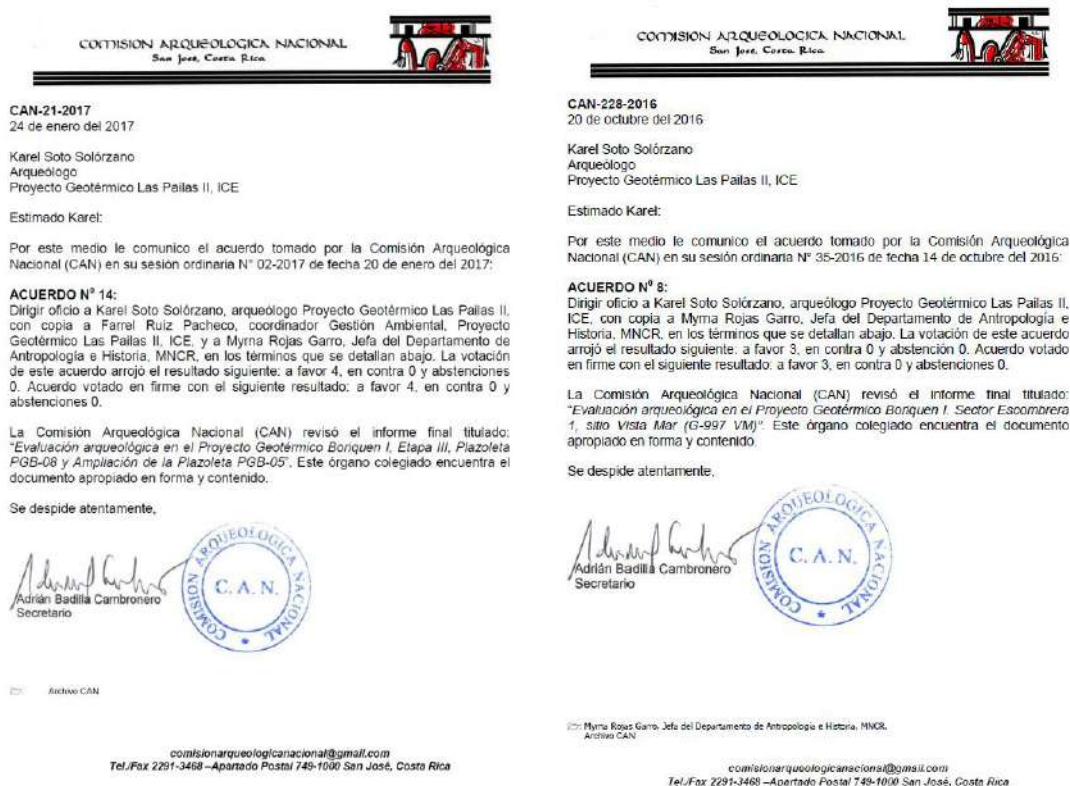 COMISION ARQUEOLOGICA NACIONAL
San José, Costa Rica
CAN-21-2017
24 de enero del 2017
Karel Soto Solórzano
Arqueólogo
Proyecto Geotérmico Las Pailas II, ICE
Estimado Karel:
Por este medio le comunico el acuerdo tomado por la Comisión Arqueológica
Nacional (CAN) en su sesión ordinaria N° 02-2017 de fecha 20 de enero del 2017:
ACUERDO N° 14:
Dirigir oficio a Karel Soto Solórzano, arqueólogo Proyecto Geotérmico Las Pailas II,
con copia a Farrel Ruiz Pacheco, coordinador Gestión Ambiental, Proyecto
Geotérmico Las Pailas II, ICE, y a Myrna Rojas Garro, Jefa del Departamento de
Antropología e Historia, MNCR, en los términos que se detallan abajo. La votación
de este acuerdo arrojó el resultado siguiente: a favor 4, en contra 0 y abstenciones
0. Acuerdo votado en firme con el siguiente resultado: a favor 4, en contra 0 y
abstenciones 0.
La Comisión Arqueológica Nacional (CAN) revisó el informe final titulado:
"Evaluación arqueológica en el Proyecto Geotérmico Borinquen I, Etapa III, Plazoleta
PGB-08 y Ampliación de la Plazoleta PGB-05". Este órgano colegiado encuentra el
documento apropiado en forma y contenido.
Se despide atentamente,
Adrián Badilla Cambronero
Secretario
COMISION ARQUEOLOGICA NACIONAL
C. A. N.
Archivo CAN
comisionarqueologicanacional@gmail.com
Tel./Fax 2291-3468 –Apartado Postal 749-1000 San José, Costa Rica
COMISION ARQUEOLOGICA NACIONAL
San José, Costa Rica
CAN-228-2016
20 de octubre del 2016
Karel Soto Solórzano
Arqueólogo
Proyecto Geotérmico Las Pailas II, ICE
Estimado Karel:
Por este medio le comunico el acuerdo tomado por la Comisión Arqueológica
Nacional (CAN) en su sesión ordinaria N° 35-2016 de fecha 14 de octubre del 2016:
ACUERDO N° 8:
Dirigir oficio a Karel Soto Solórzano, arqueólogo Proyecto Geotérmico Las Pailas II,
ICE, con copia a Myrna Rojas Garro, Jefa del Departamento de Antropología e
Historia, MNCR, en los términos que se detallan abajo. La votación de este acuerdo
arrojó el resultado siguiente: a favor 3, en contra 0 y abstención 0. Acuerdo votado
en firme con el siguiente resultado: a favor 3, en contra 0 y abstenciones 0.
La Comisión Arqueológica Nacional (CAN) revisó el informe final titulado:
"Evaluación arqueológica en el Proyecto Geotérmico Borinquen I. Sector Escombrera
1, sitio Vista Mar (G-997 VM)". Este órgano colegiado encuentra el documento
apropiado en forma y contenido.
Se despide atentamente,
Adrián Badilla Cambronero
Secretario
COMISION ARQUEOLOGICA NACIONAL
C. A. N.
Myrna Rojas Garro, Jefa del Departamento de Antropología e Historia, MNCR.
Archivo CAN
comisionarqueologicanacional@gmail.com
Tel./Fax 2291-3468 –Apartado Postal 749-1000 San José, Costa Rica